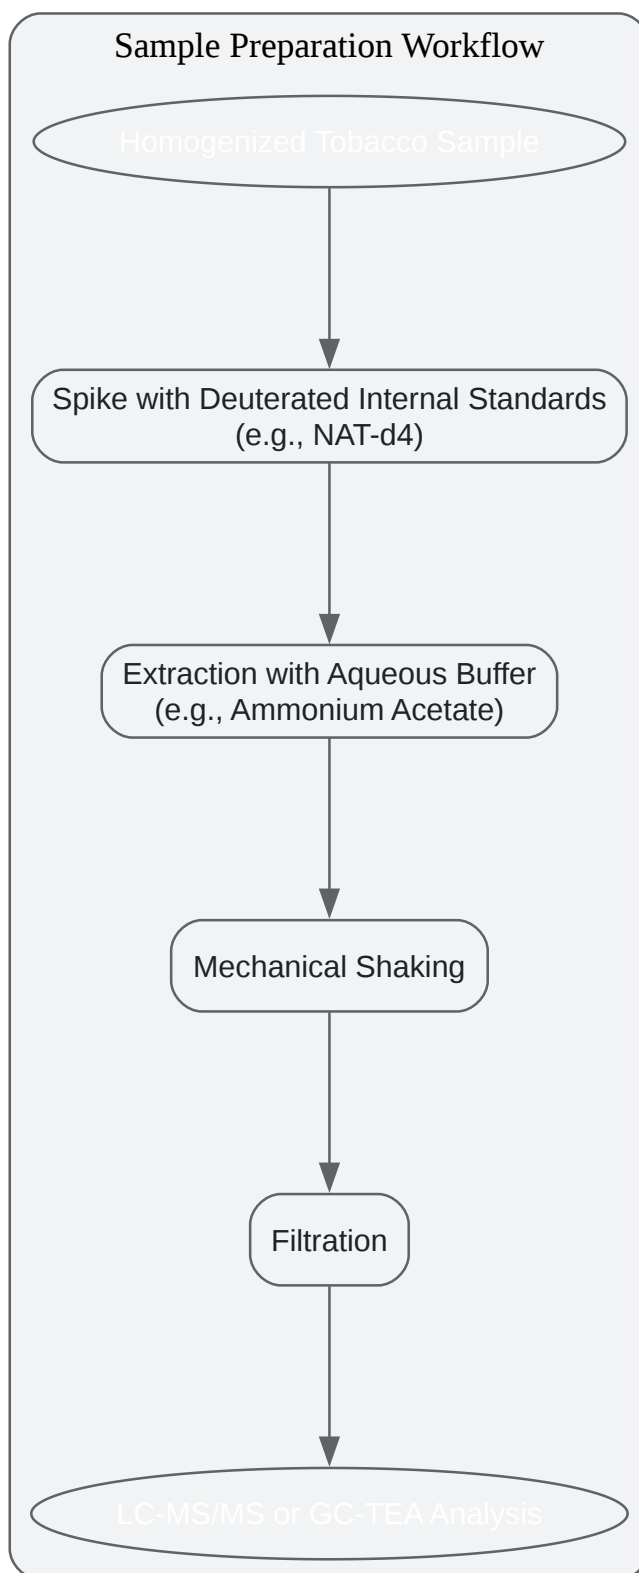 Sample Preparation Workflow
Homogenized Tobacco Sample
Spike with Deuterated Internal Standards
(e.g., NAT-d4)
Extraction with Aqueous Buffer
(e.g., Ammonium Acetate)
Mechanical Shaking
Filtration
LC-MS/MS or GC-TEA Analysis